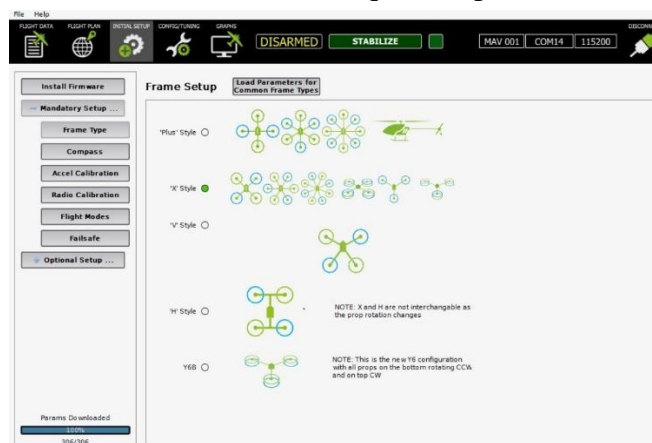 File Help
FLIGHT DATA FLIGHT PLAN INITIAL SETUP CONFIG/TUNING GRAPHS
DISARMED STABILIZE MAV 001 COM14 115200
DISCONN
Install Firmware
Mandatory Setup ...
Frame Type
Compass
Accel Calibration
Radio Calibration
Flight Modes
Failsafe
Optional Setup ...
Params Downloaded
100%
306/306
Frame Setup
Load Parameters for
Common Frame Types
'Plus' Style
'X' Style
'V' Style
'H' Style
NOTE: X and H are not interchangable as
the prop rotation changes
Y6B
NOTE: This is the new Y6 configuration
with all props on the bottom rotating CCW
and on top CW